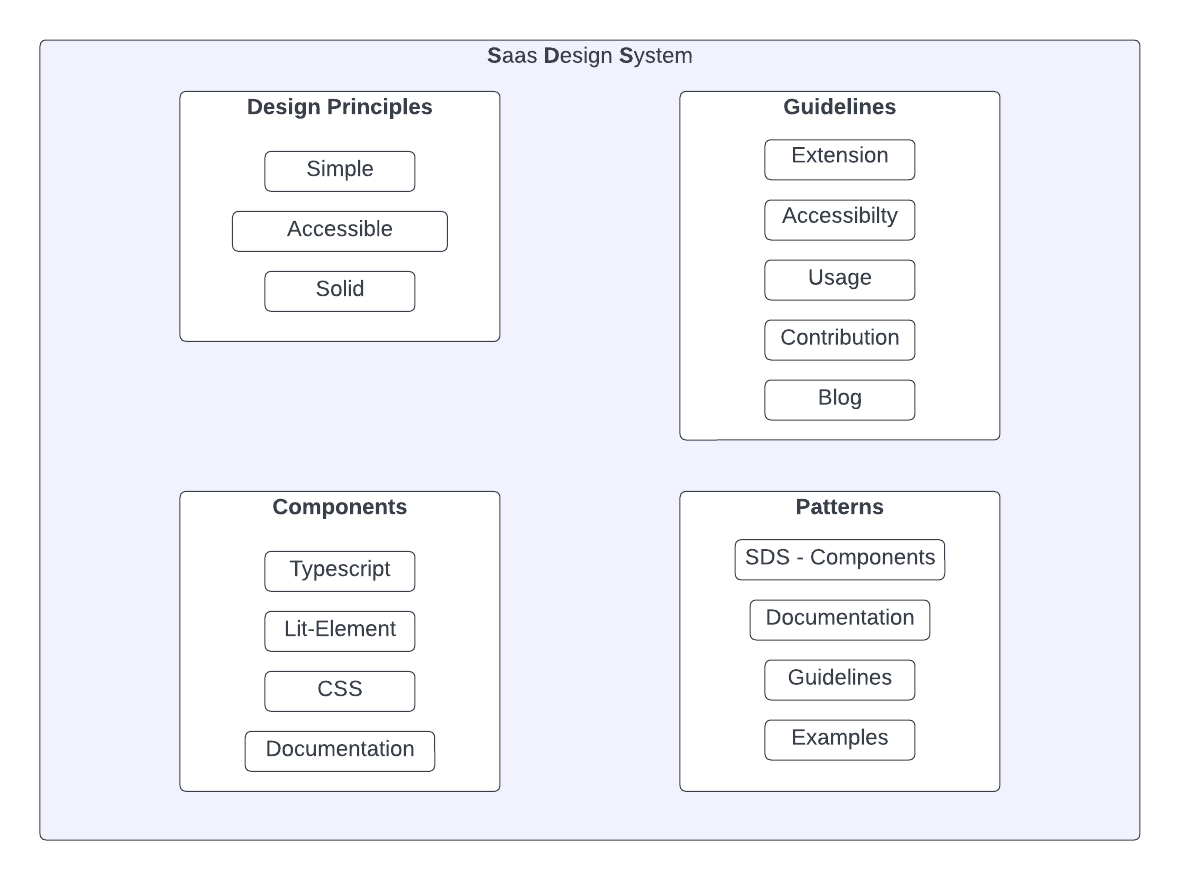 Saas Design System
Design Principles
Simple
Accessible
Solid
Guidelines
Extension
Accessibilty
Usage
Contribution
Blog
Components
Typescript
Lit-Element
CSS
Documentation
Patterns
SDS - Components
Documentation
Guidelines
Examples